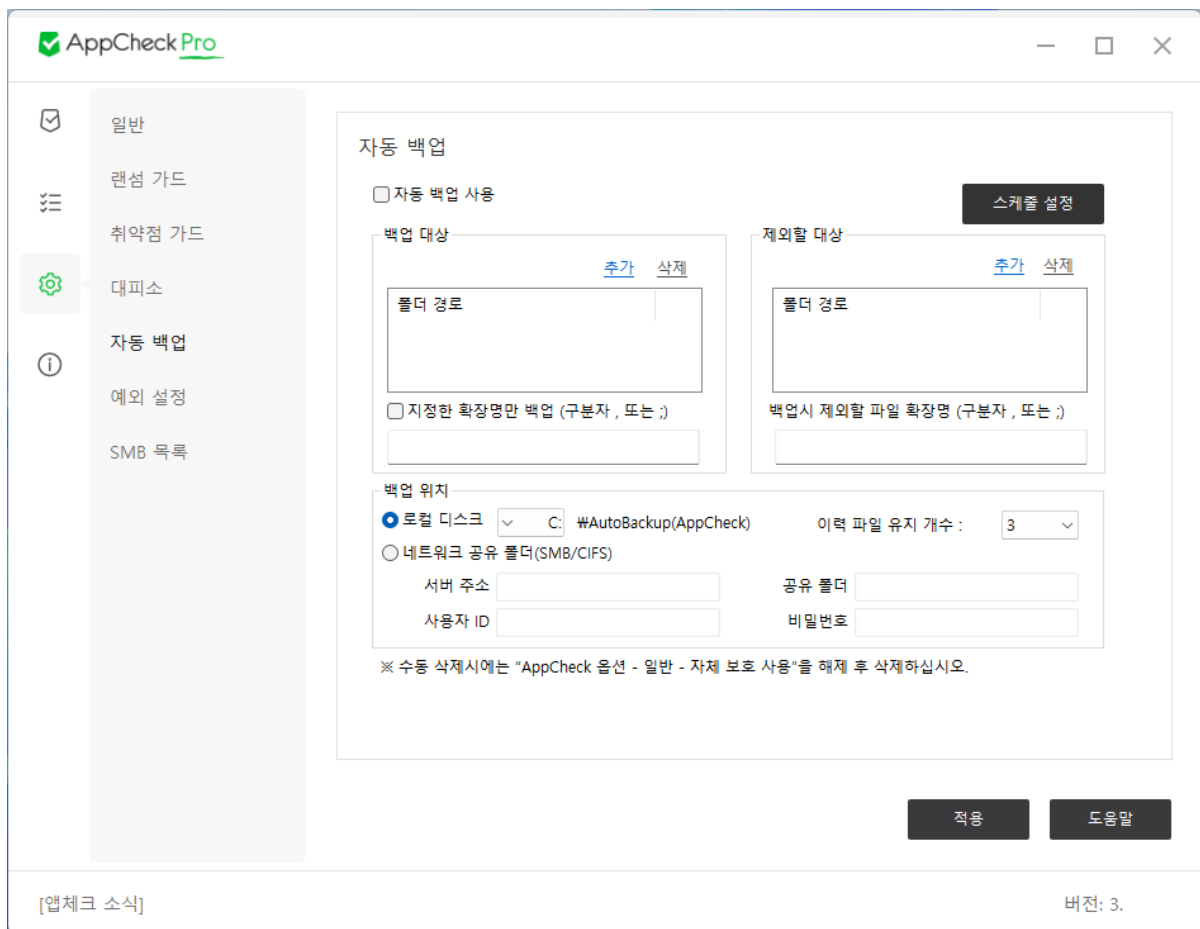 AppCheck Pro
일반
랜섬 가드
취약점 가드
대피소
자동 백업
예외 설정
SMB 목록
자동 백업
자동 백업 사용
스케줄 설정
백업 대상
추가 삭제
폴더 경로
지정한 확장명만 백업 (구분자 , 또는 ;)
제외할 대상
추가 삭제
폴더 경로
백업시 제외할 파일 확장명 (구분자 , 또는 ;)
백업 위치
로컬 디스크 C: ₩AutoBackup(AppCheck) 이력 파일 유지 개수 : 3
네트워크 공유 폴더(SMB/CIFS)
서버 주소 공유 폴더
사용자 ID 비밀번호
※ 수동 삭제시에는 "AppCheck 옵션 - 일반 - 자체 보호 사용"을 해제 후 삭제하십시오.
적용 도움말
[앱체크 소식] 버전: 3.